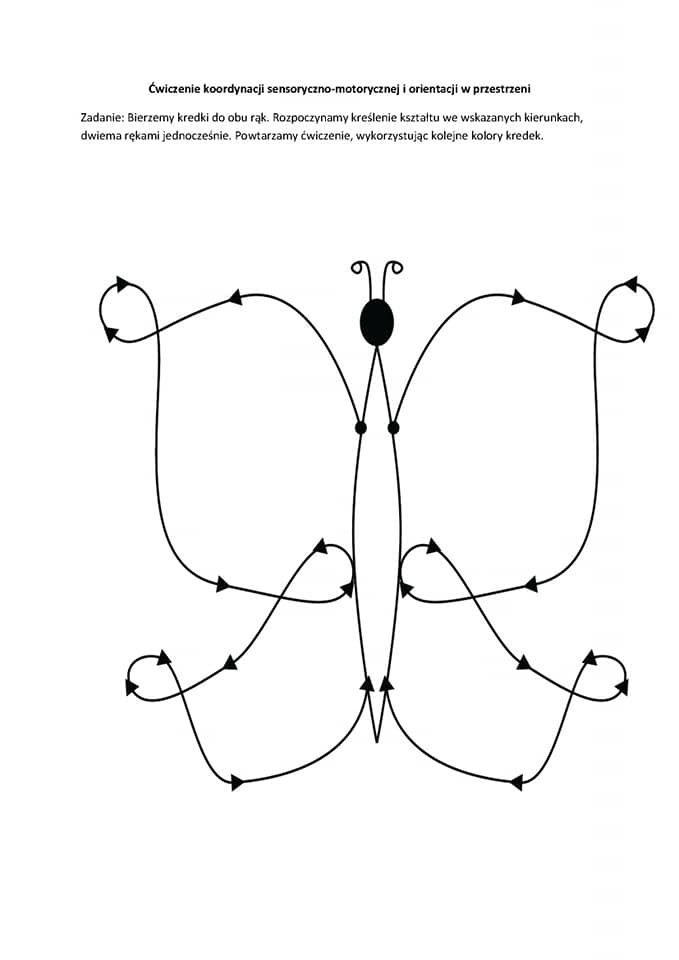 Ćwiczenie koordynacji sensoryczno-motorycznej i orientacji w przestrzeni
Zadanie: Bierzemy kredki do obu rąk. Rozpoczynamy kreślenie kształtu we wskazanych kierunkach,
dwiema rękami jednocześnie. Powtarzamy ćwiczenie, wykorzystując kolejne kolory kredek.